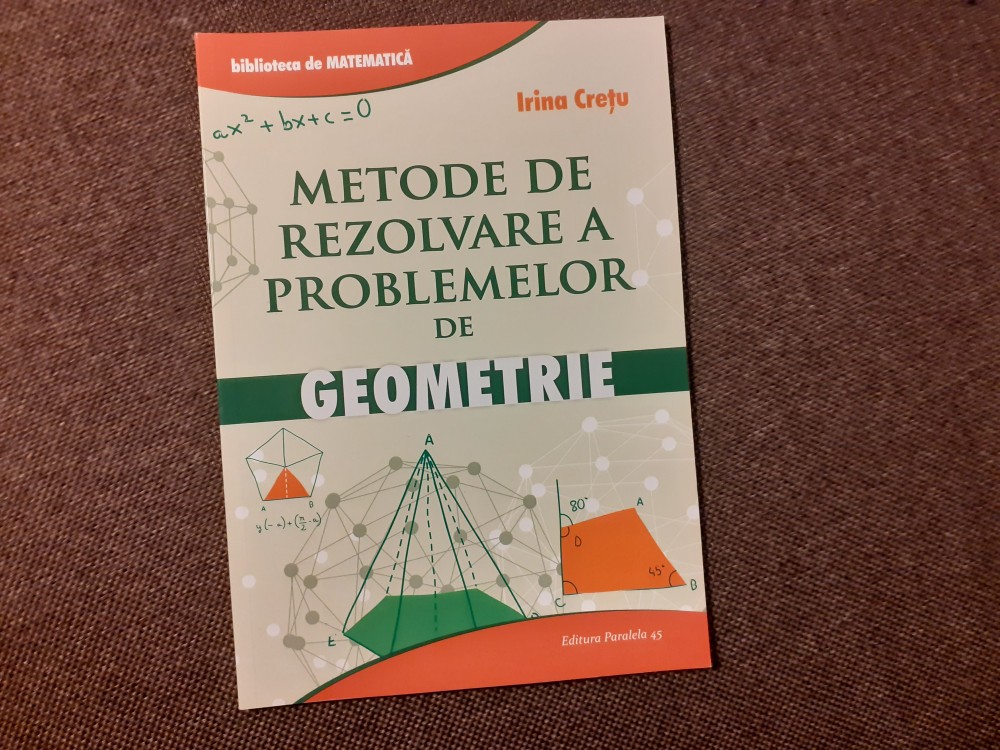 biblioteca de MATEMATICĂ
Irina Crețu
ax² + bx + c = 0
METODE DE
REZOLVARE A
PROBLEMELOR
DE
GEOMETRIE
A B
y(-a)+(π/2-a)
A
E
80°
A
D
45°
B
C
Editura Paralela 45